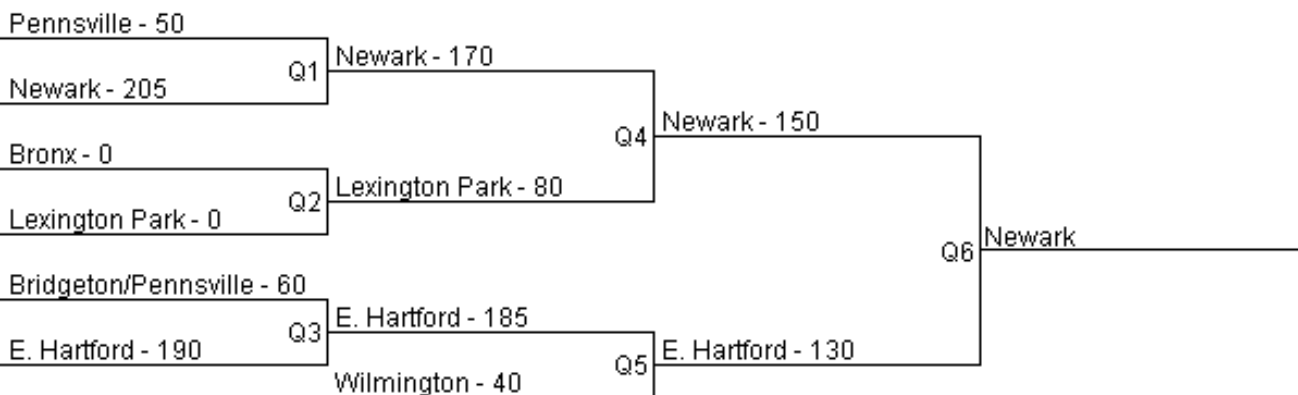 Pennsville - 50
Q1
Newark - 205
Newark - 170
Q4
Bronx - 0
Q2
Lexington Park - 0
Lexington Park - 80
Newark - 150
Q6
Newark
Bridgeton/Pennsville - 60
Q3
E. Hartford - 190
E. Hartford - 185
Q5
Wilmington - 40
E. Hartford - 130